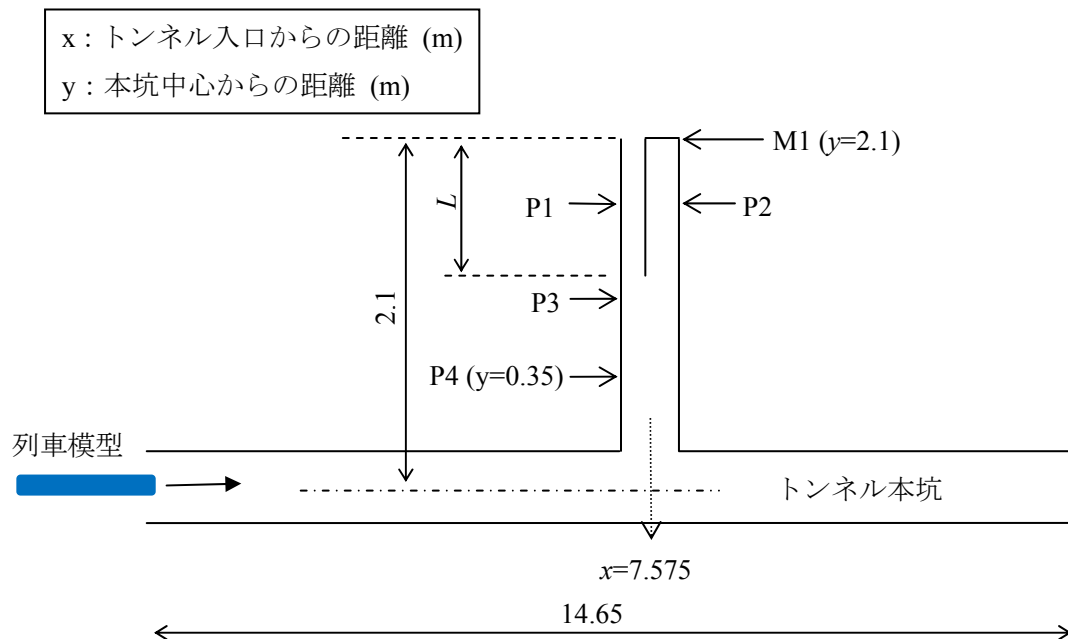 x : トンネル入口からの距離 (m)
y : 本坑中心からの距離 (m)
M1 (y=2.1)
L
P1
P2
2.1
P3
P4 (y=0.35)
列車模型
トンネル本坑
x=7.575
14.65